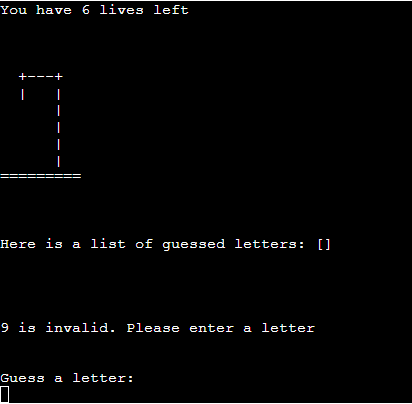 You have 6 lives left
+---+
|   |
    |
    |
    |
    |
=========
Here is a list of guessed letters: []
9 is invalid. Please enter a letter
Guess a letter: